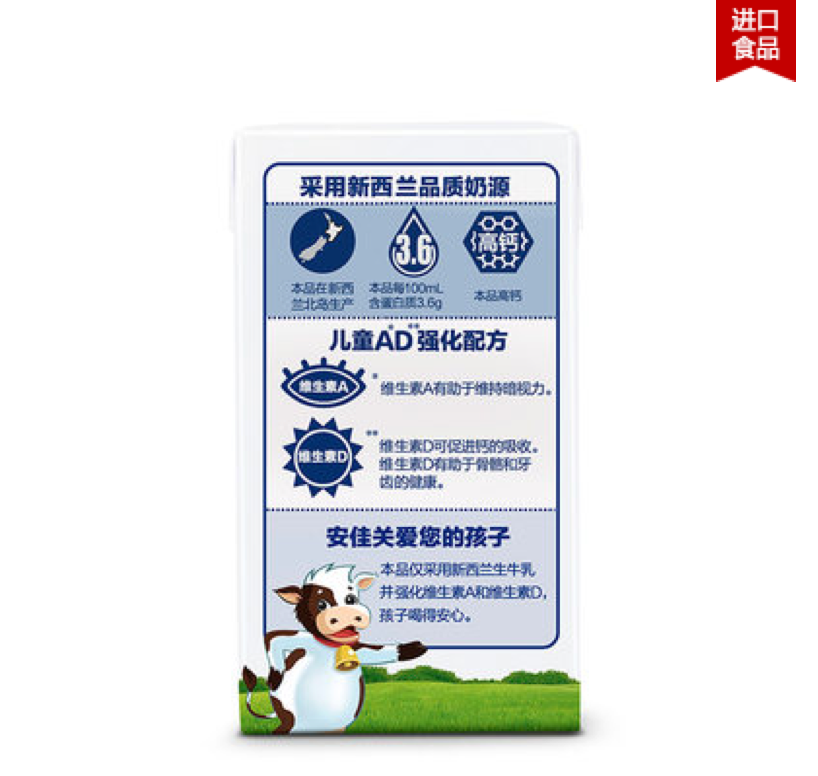 进口
食品
采用新西兰品质奶源
3.6
高钙
本品在新西
兰北岛生产
本品每100mL
含蛋白质3.6g
本品高钙
儿童A*D**强化配方
维生素A
*
维生素A有助于维持暗视力。
维生素D
**
维生素D可促进钙的吸收。
维生素D有助于骨骼和牙
齿的健康。
安佳关爱您的孩子
本品仅采用新西兰生牛乳
并强化维生素A和维生素D,
孩子喝得安心。